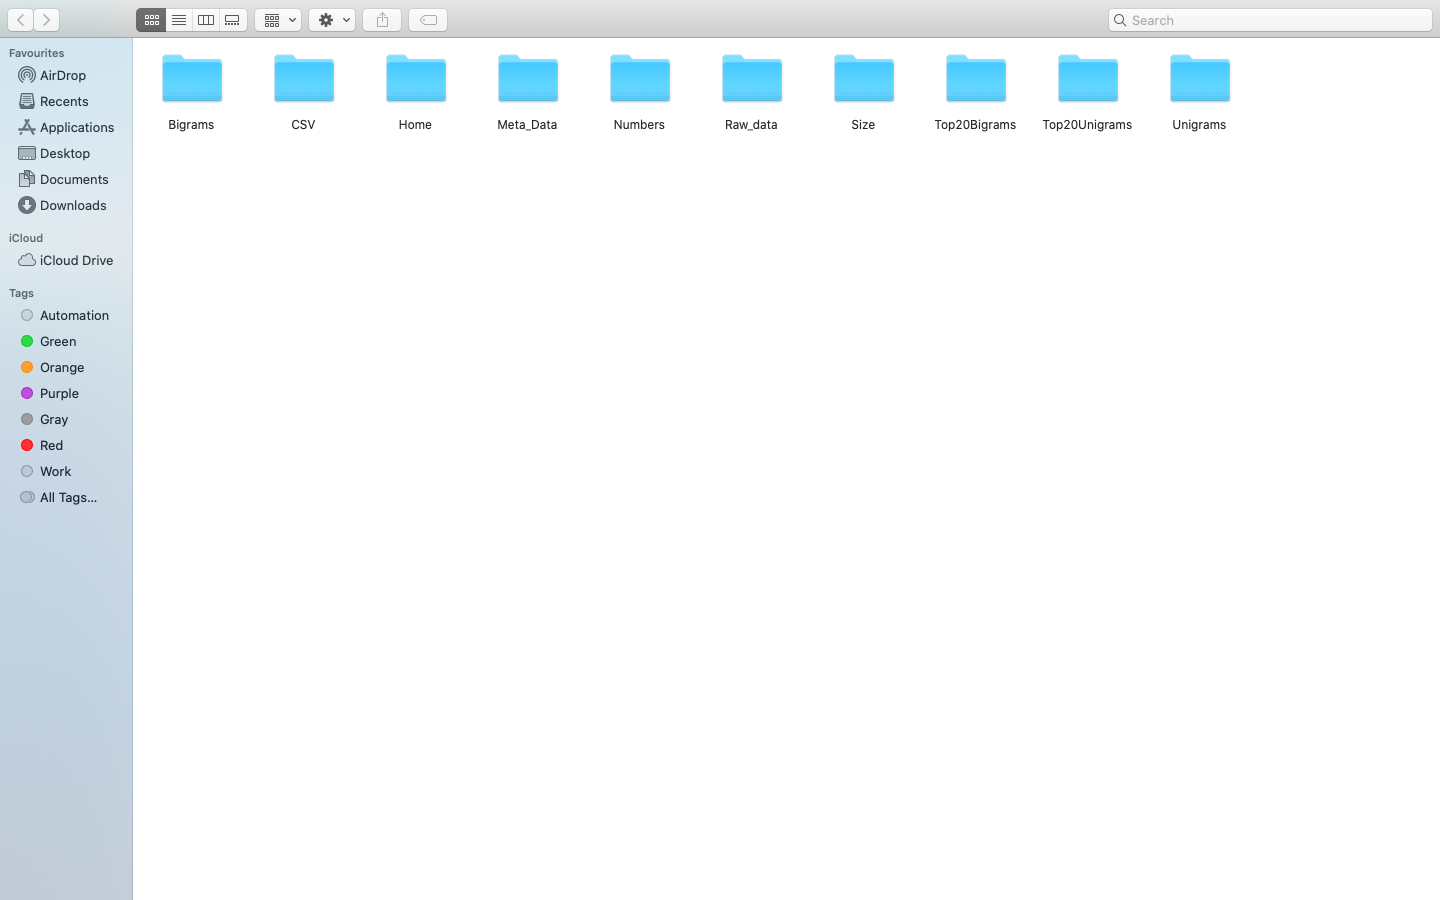 Search
Favourites
AirDrop
Recents
Applications
Desktop
Documents
Downloads
iCloud
iCloud Drive
Tags
Automation
Green
Orange
Purple
Gray
Red
Work
All Tags...
Bigrams CSV Home Meta_Data Numbers Raw_data Size Top20Bigrams Top20Unigrams Unigrams